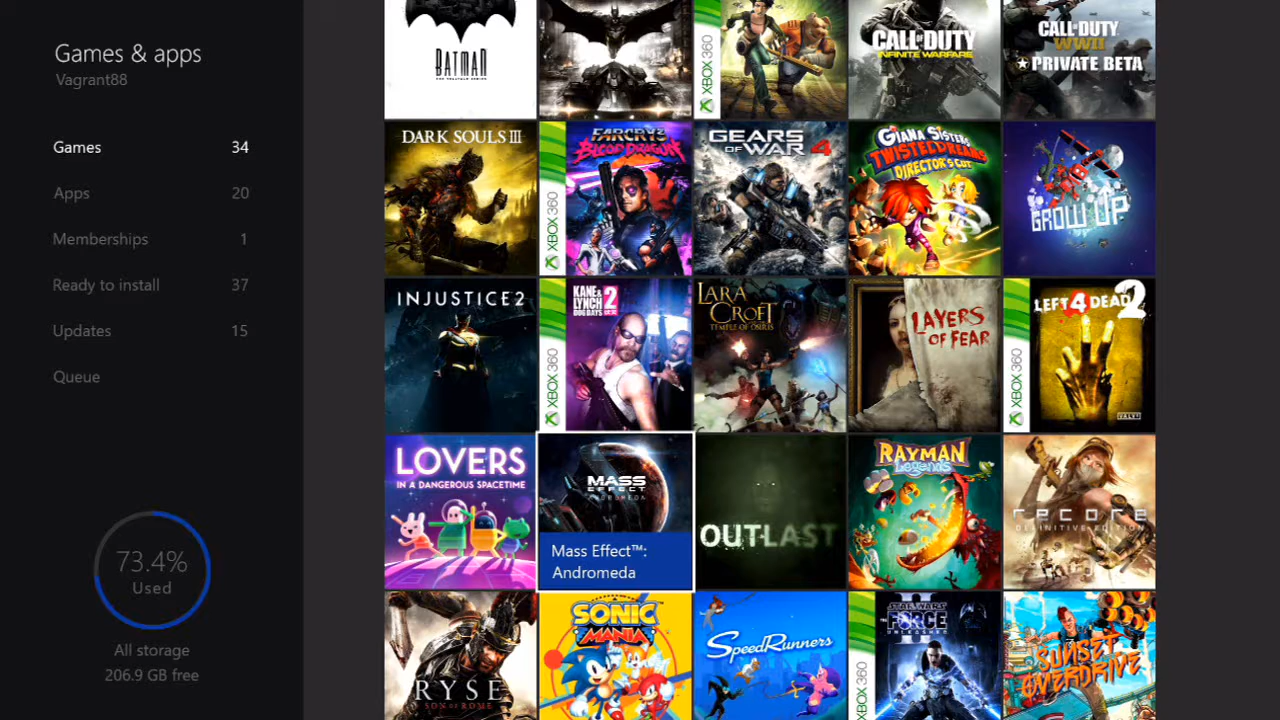 Games & apps
Vagrant88
Games 34
Apps 20
Memberships 1
Ready to install 37
Updates 15
Queue
73.4%
Used
All storage
206.9 GB free
BATMAN
XBOX 360
CALL OF DUTY
INFINITE WARFARE
CALL OF DUTY
WWII
★ PRIVATE BETA
DARK SOULS III
XBOX 360
FAR CRY 3
BLOOD DRAGON
GEARS
OF WAR 4
Giana Sisters
TWISTED DREAMS
DIRECTOR'S CUT
GROW UP
INJUSTICE 2
XBOX 360
KANE &
LYNCH 2
DOG DAYS
LARA
CROFT
TEMPLE OF OSIRIS
LAYERS
OF FEAR
XBOX 360
LEFT 4 DEAD 2
VALVE
LOVERS
IN A DANGEROUS SPACETIME
MASS
EFFECT
ANDROMEDA
Mass Effect™:
Andromeda
OUTLAST
RAYMAN
Legends
recore
DEFINITIVE EDITION
RYSE
SON OF ROME
SONIC
MANIA
SpeedRunners
XBOX 360
STAR WARS
THE FORCE
UNLEASHED
II
SUNSET
OVERDRIVE